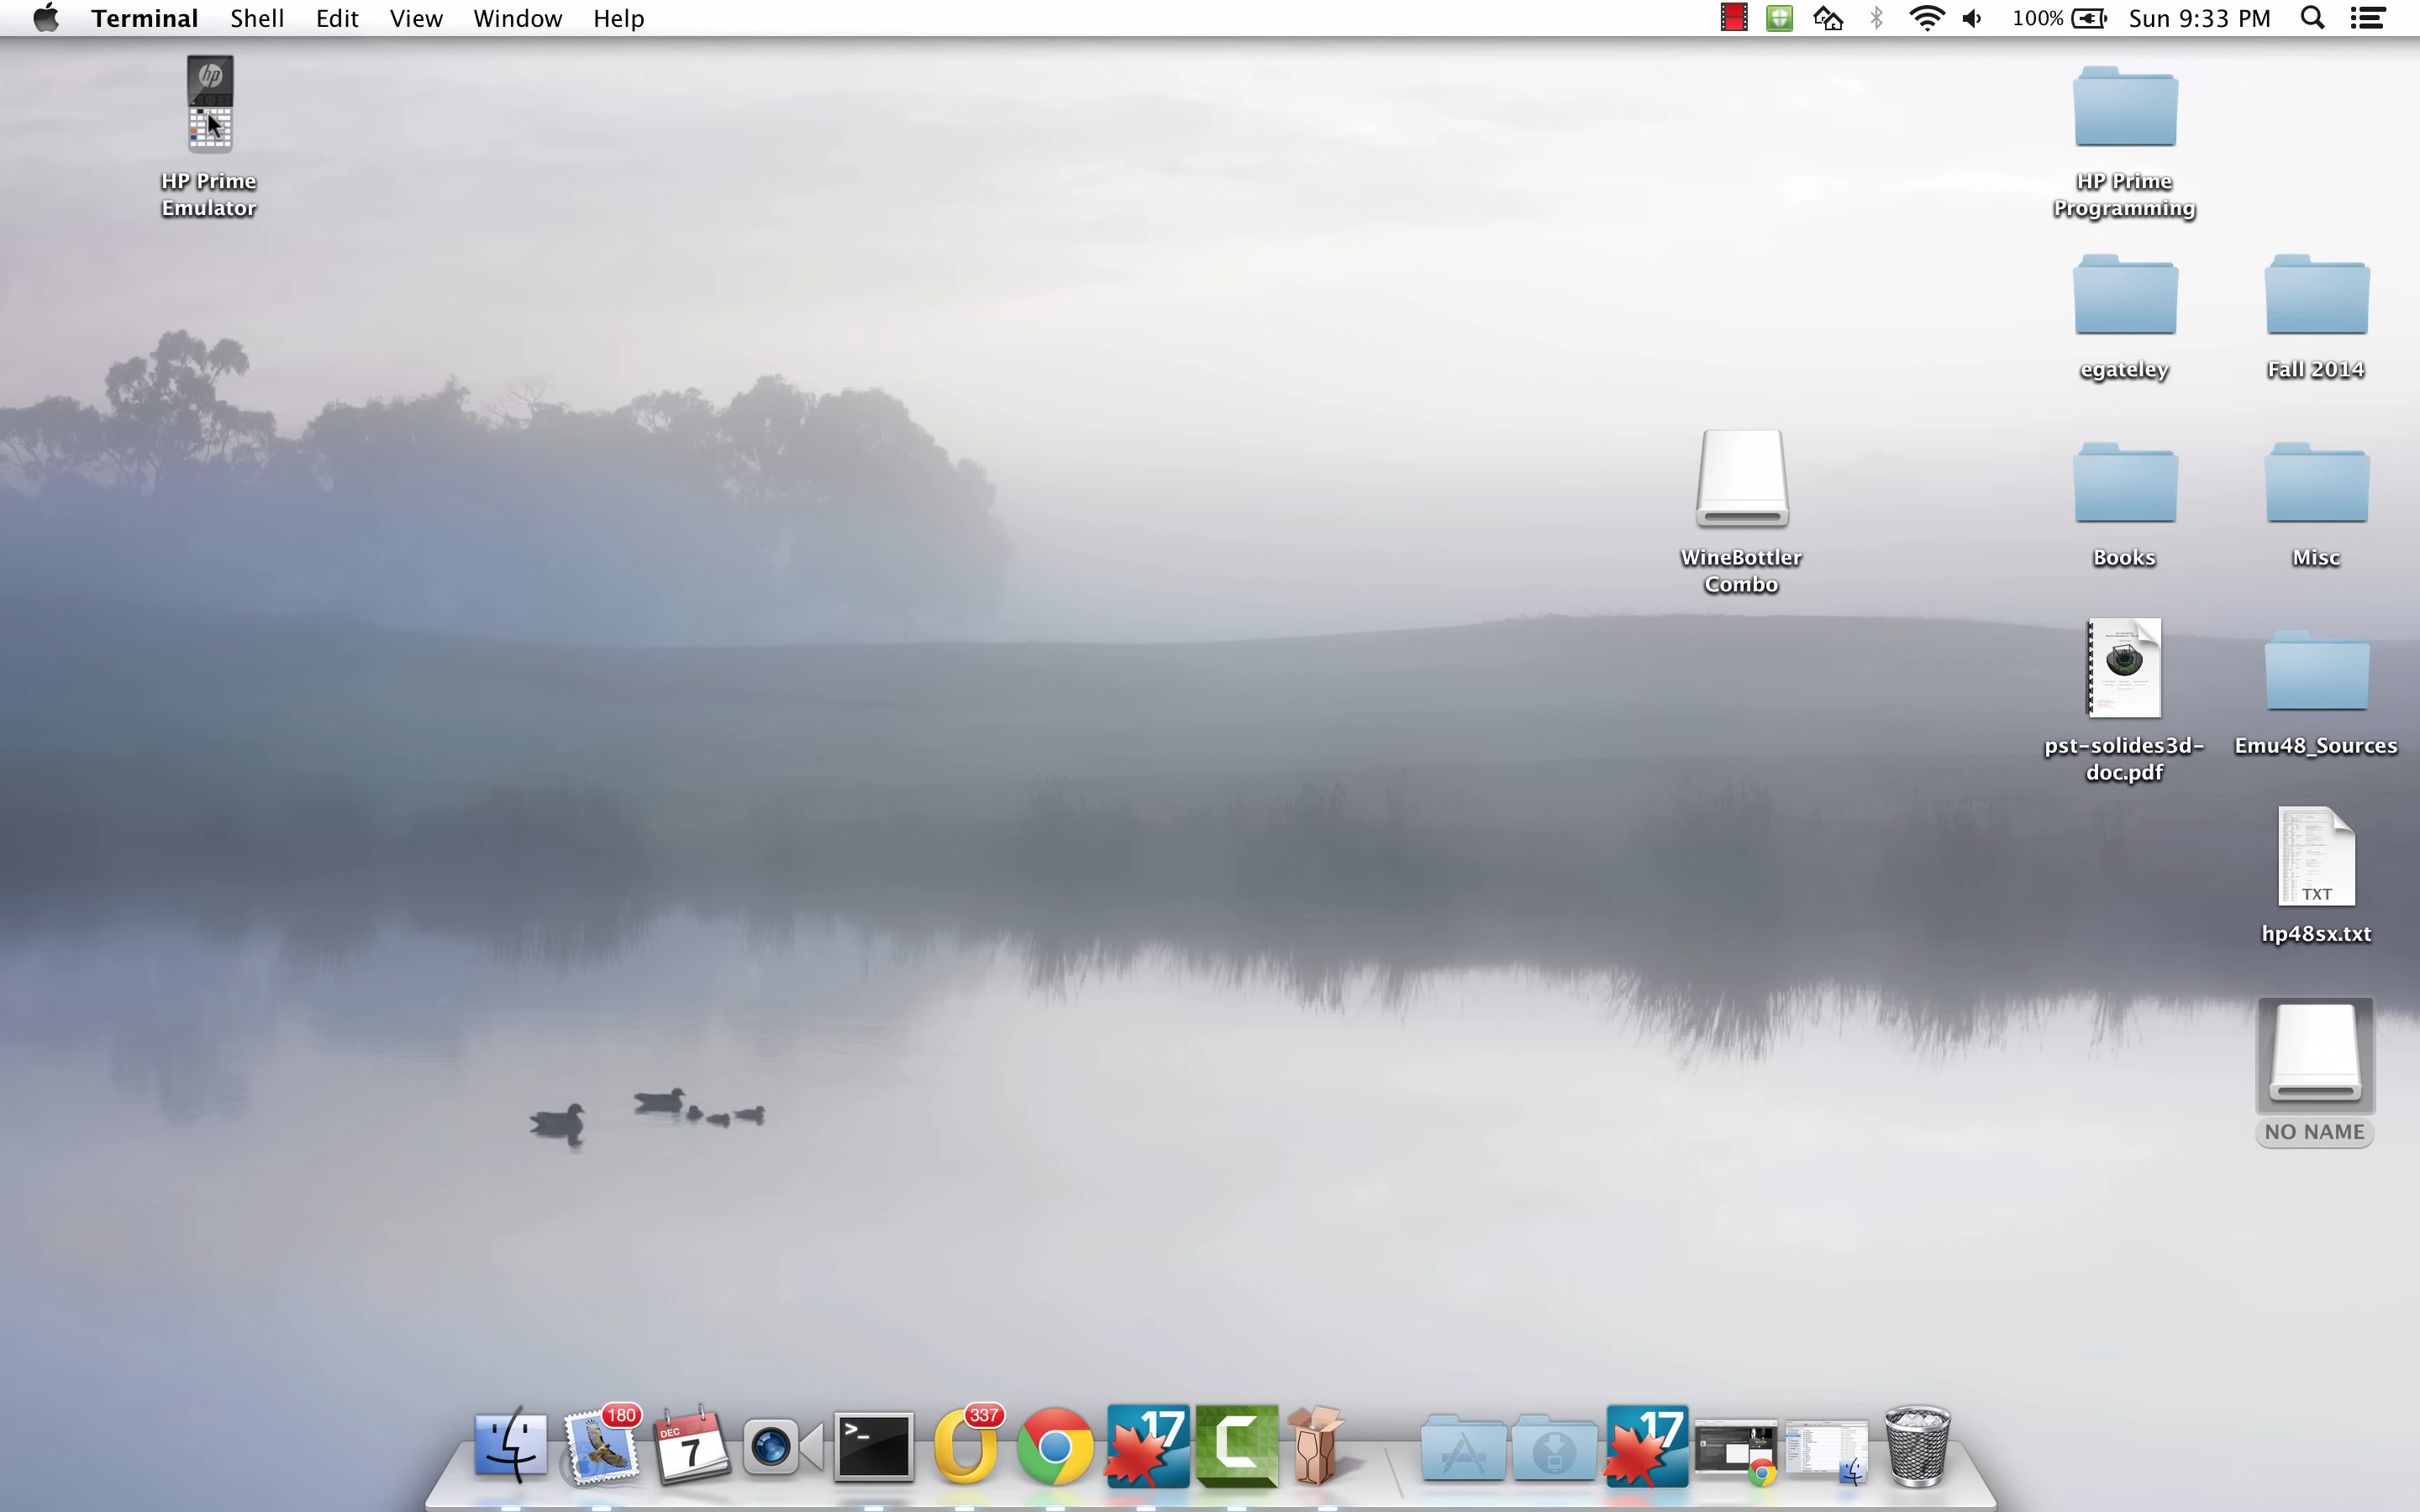 Terminal Shell Edit View Window Help
100% Sun 9:33 PM
hp
HP Prime
Emulator
HP Prime
Programming
egateley
Fall 2014
WineBottler
Combo
Books
Misc
pst-solides3d-
doc.pdf
Emu48_Sources
TXT
hp48sx.txt
NO NAME
180
DEC
7
>_
337
17
17